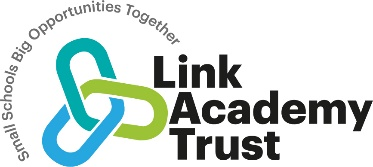 Small Schools Big Opportunities Together
Link
Academy
Trust